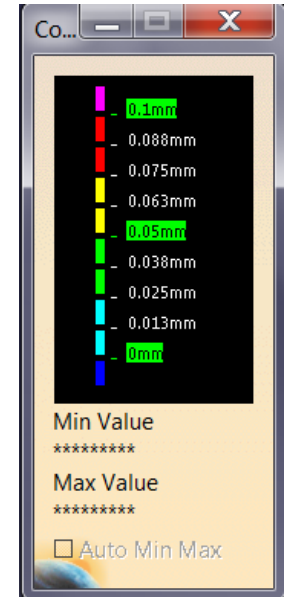 Co...
0.1mm
0.088mm
0.075mm
0.063mm
0.05mm
0.038mm
0.025mm
0.013mm
0mm
Min Value
*********
Max Value
*********
Auto Min Max